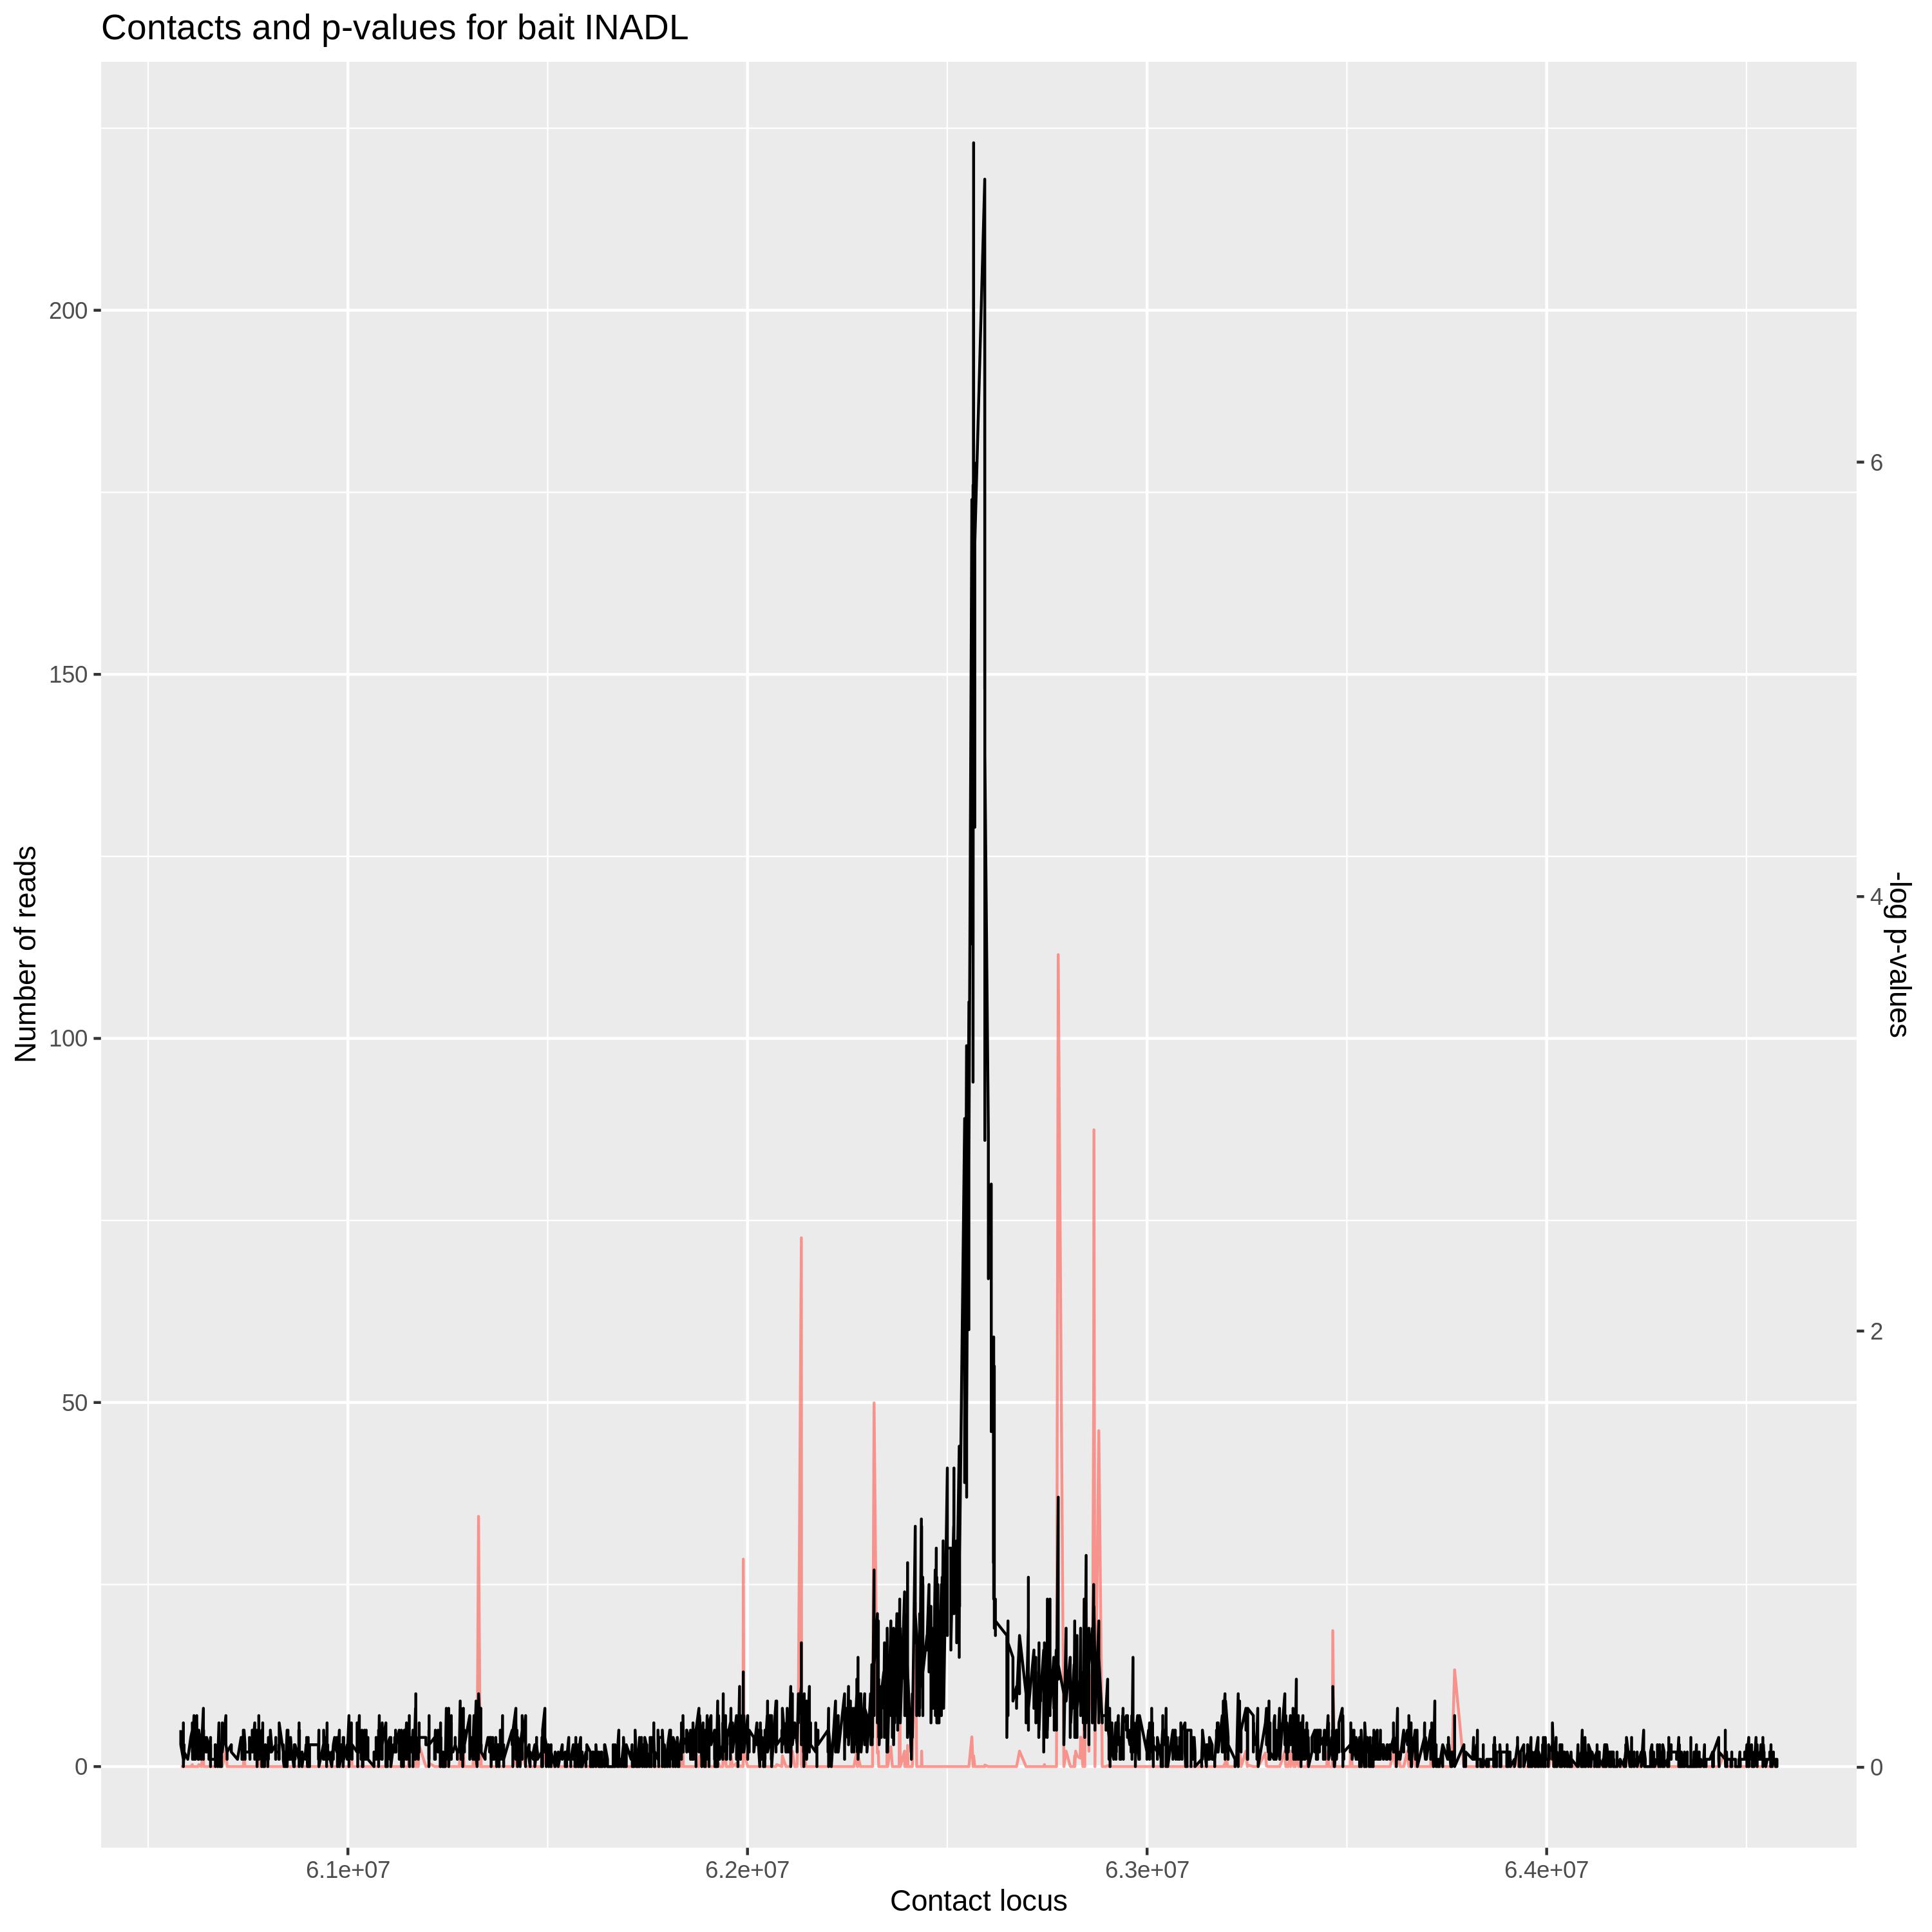 Contacts and p-values for bait INADL
Number of reads
200
150
100
50
0
6
4
2
0
-log p-values
6.1e+07
6.2e+07
6.3e+07
6.4e+07
Contact locus